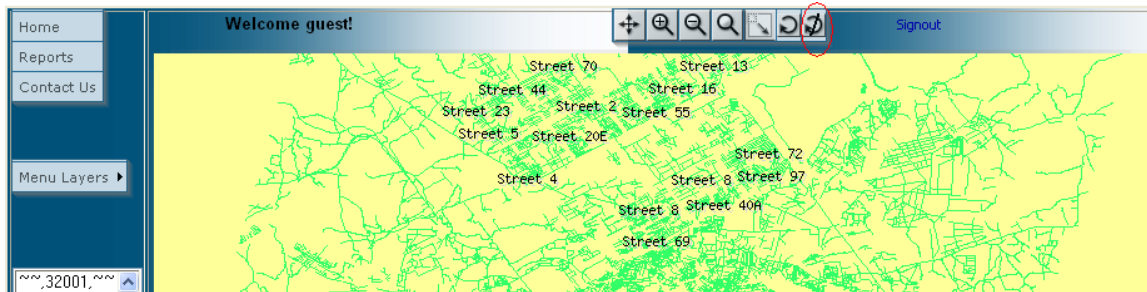 Home
Welcome guest!
Signout
Reports
Contact Us
Street 70
Street 13
Street 44
Street 16
Street 23
Street 2
Street 55
Street 5
Street 20E
Street 72
Menu Layers
Street 4
Street 8
Street 97
Street 8
Street 40A
Street 69
~~,32001,~~